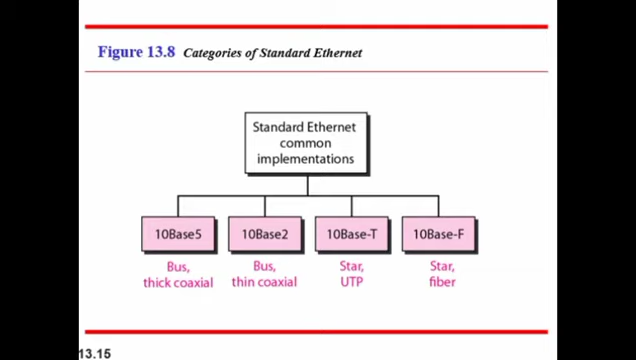 Figure 13.8 Categories of Standard Ethernet
Standard Ethernet
common
implementations
10Base5
10Base2
10Base-T
10Base-F
Bus,
thick coaxial
Bus,
thin coaxial
Star,
UTP
Star,
fiber
13.15